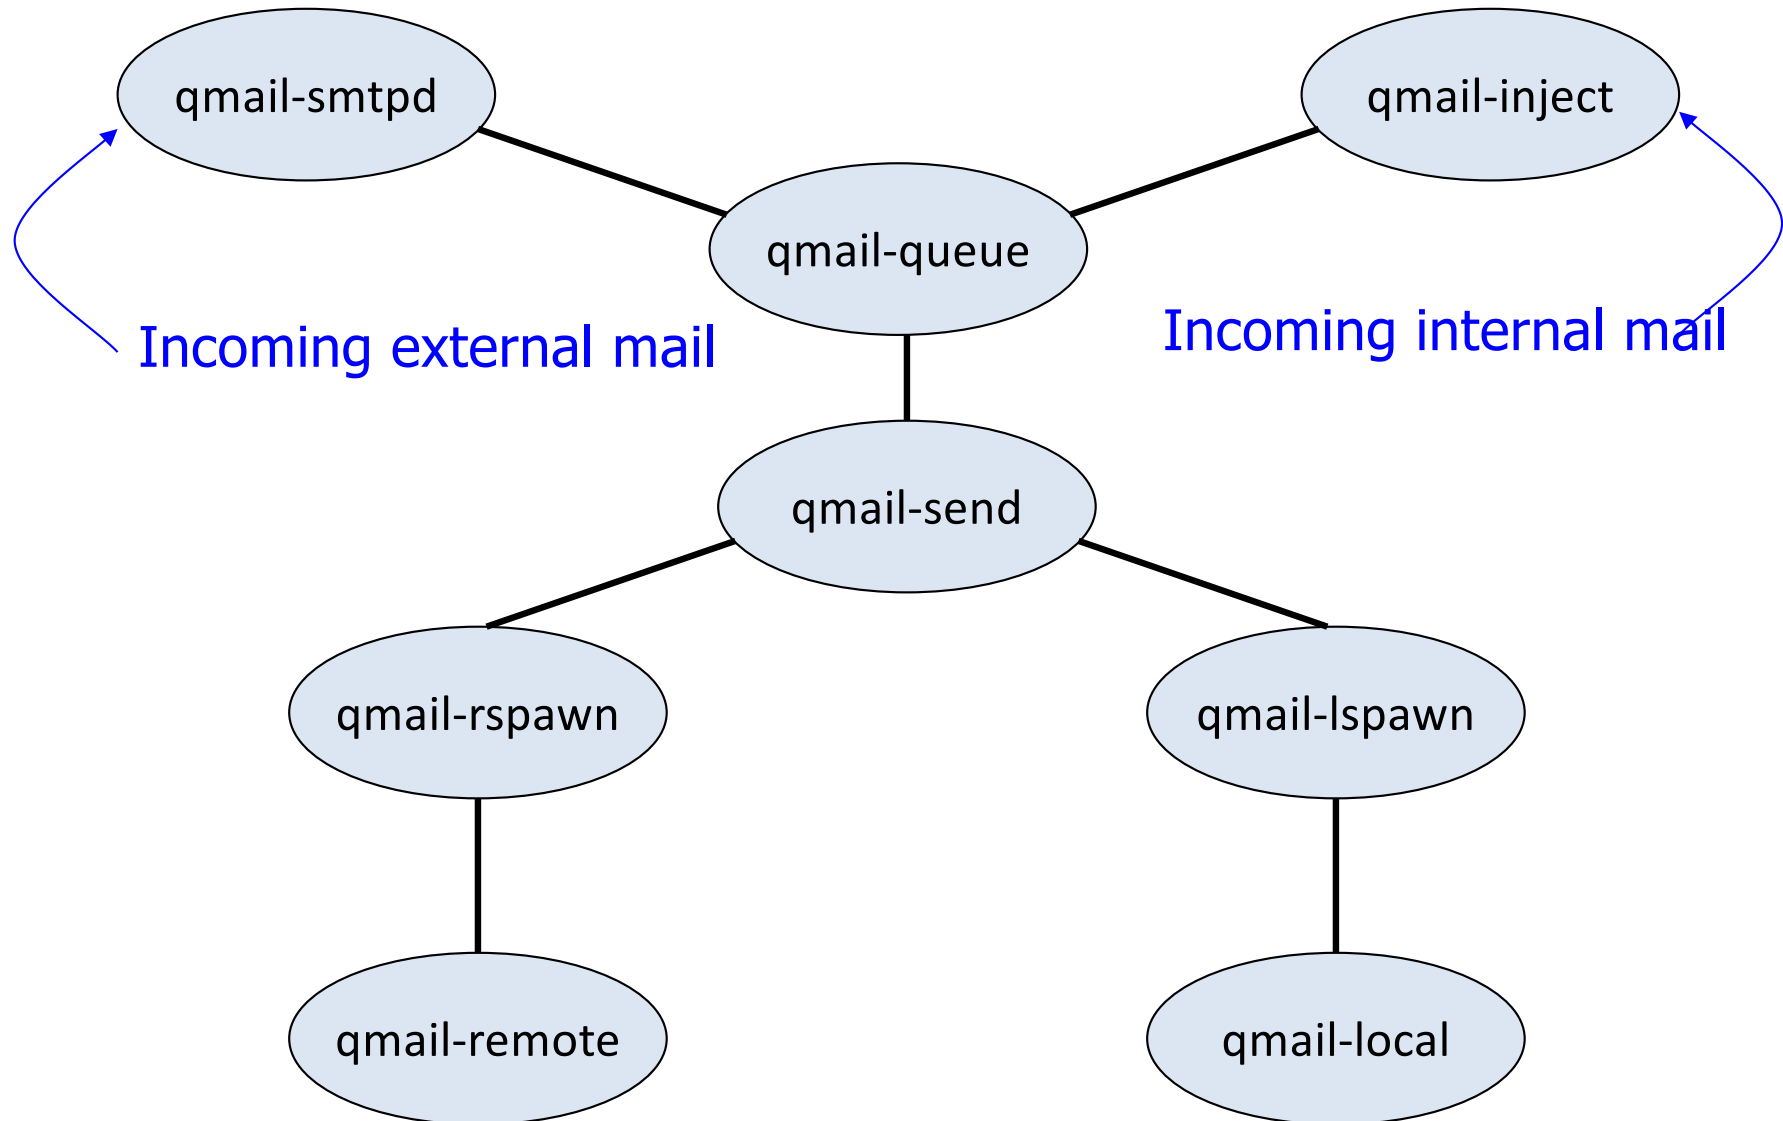 qmail-smtpd
qmail-inject
qmail-queue
Incoming external mail
Incoming internal mail
qmail-send
qmail-rspawn
qmail-lspawn
qmail-remote
qmail-local